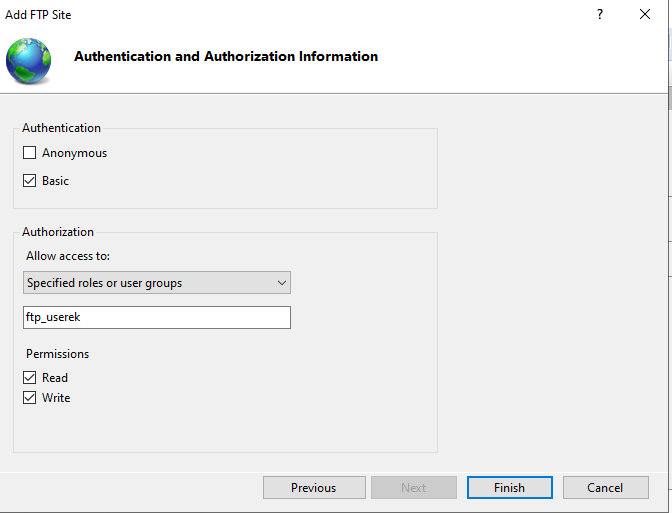 Add FTP Site
?
Authentication and Authorization Information
Authentication
Anonymous
Basic
Authorization
Allow access to:
Specified roles or user groups
ftp_userek
Permissions
Read
Write
Previous
Next
Finish
Cancel